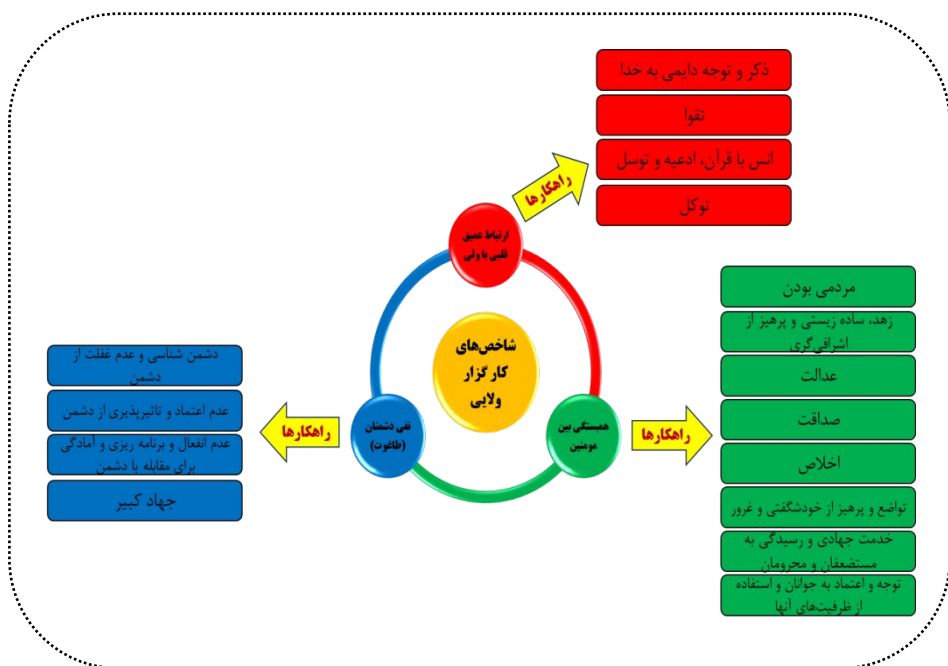 ذکر و توجه دایمی به خدا
تقوا
انس با قرآن، ادعیه و توسل
توکل
راهکارها
ارتباط عمیق
قلبی با ولی
شاخص‌های
کارگزار
ولایی
همبستگی بین
مومنین
راهکارها
مردمی بودن
زهد، ساده زیستی و پرهیز از
اشرافی‌گری
عدالت
صداقت
اخلاص
تواضع و پرهیز از خودشگفتی و غرور
خدمت جهادی و رسیدگی به
مستضعفان و محرومان
توجه و اعتماد به جوانان و استفاده
از ظرفیت‌های آنها
نفی دشمنان
(طاغوت)
راهکارها
دشمن شناسی و عدم غفلت از
دشمن
عدم اعتماد و تاثیرپذیری از دشمن
عدم انفعال و برنامه ریزی و آمادگی
برای مقابله با دشمن
جهاد کبیر